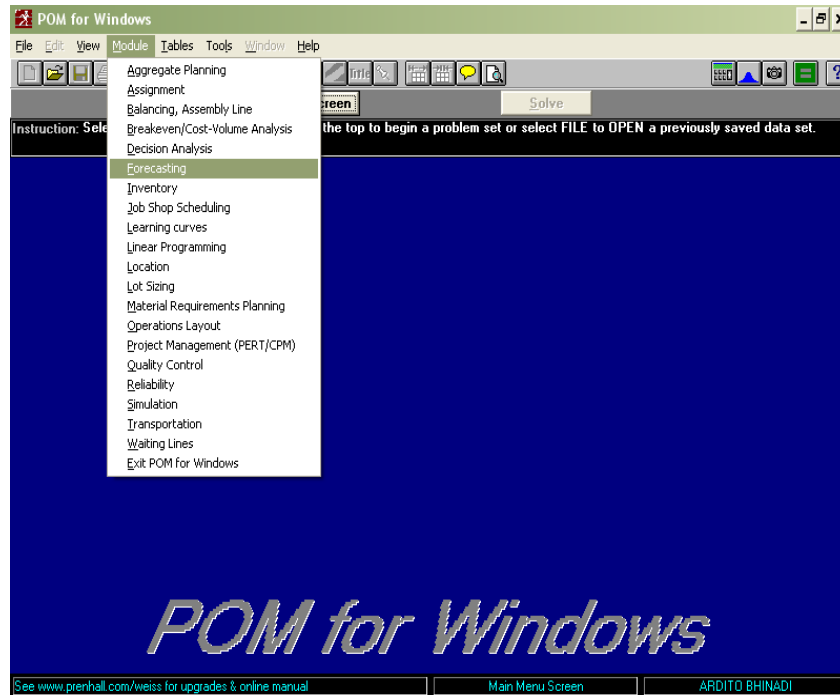 POM for Windows
File Edit View Module Tables Tools Window Help
Title
Screen
Solve
Instruction: Sele the top to begin a problem set or select FILE to OPEN a previously saved data set.
Aggregate Planning
Assignment
Balancing, Assembly Line
Breakeven/Cost-Volume Analysis
Decision Analysis
Forecasting
Inventory
Job Shop Scheduling
Learning curves
Linear Programming
Location
Lot Sizing
Material Requirements Planning
Operations Layout
Project Management (PERT/CPM)
Quality Control
Reliability
Simulation
Transportation
Waiting Lines
Exit POM for Windows
POM for Windows
See www.prenhall.com/weiss for upgrades & online manual
Main Menu Screen
ARDITO BHINADI